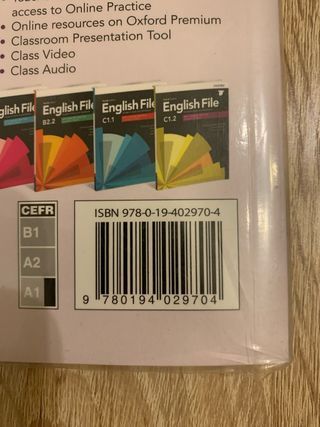 access to Online Practice
• Online resources on Oxford Premium
• Classroom Presentation Tool
• Class Video
• Class Audio
English File
B2.2
English File
C1.1
English File
C1.2
English File
CEFR
B1
A2
A1
ISBN 978-0-19-402970-4
9 780194 029704